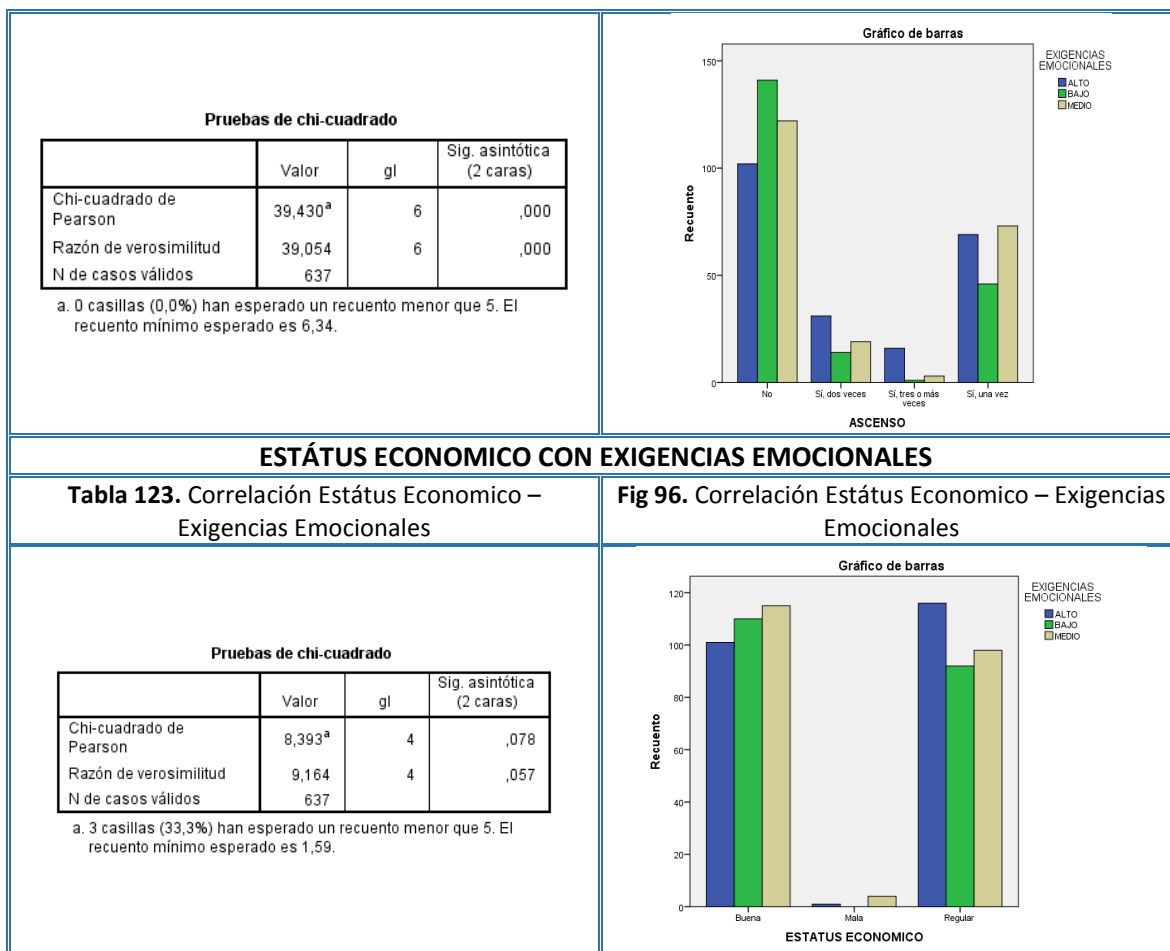 Pruebas de chi-cuadrado
Valor gl Sig. asintótica (2 caras)
Chi-cuadrado de Pearson 39,430a 6 ,000
Razón de verosimilitud 39,054 6 ,000
N de casos válidos 637
a. 0 casillas (0,0%) han esperado un recuento menor que 5. El
recuento mínimo esperado es 6,34.
Gráfico de barras
EXIGENCIAS
EMOCIONALES
ALTO
BAJO
MEDIO
Recuento
150
100
50
0
No Sí, dos veces Sí, tres o más veces Sí, una vez
ASCENSO
ESTÁTUS ECONOMICO CON EXIGENCIAS EMOCIONALES
Tabla 123. Correlación Estátus Economico –
Exigencias Emocionales
Fig 96. Correlación Estátus Economico – Exigencias
Emocionales
Pruebas de chi-cuadrado
Valor gl Sig. asintótica (2 caras)
Chi-cuadrado de Pearson 8,393a 4 ,078
Razón de verosimilitud 9,164 4 ,057
N de casos válidos 637
a. 3 casillas (33,3%) han esperado un recuento menor que 5. El
recuento mínimo esperado es 1,59.
Gráfico de barras
EXIGENCIAS
EMOCIONALES
ALTO
BAJO
MEDIO
Recuento
120
100
80
60
40
20
0
Buena Mala Regular
ESTATUS ECONOMICO